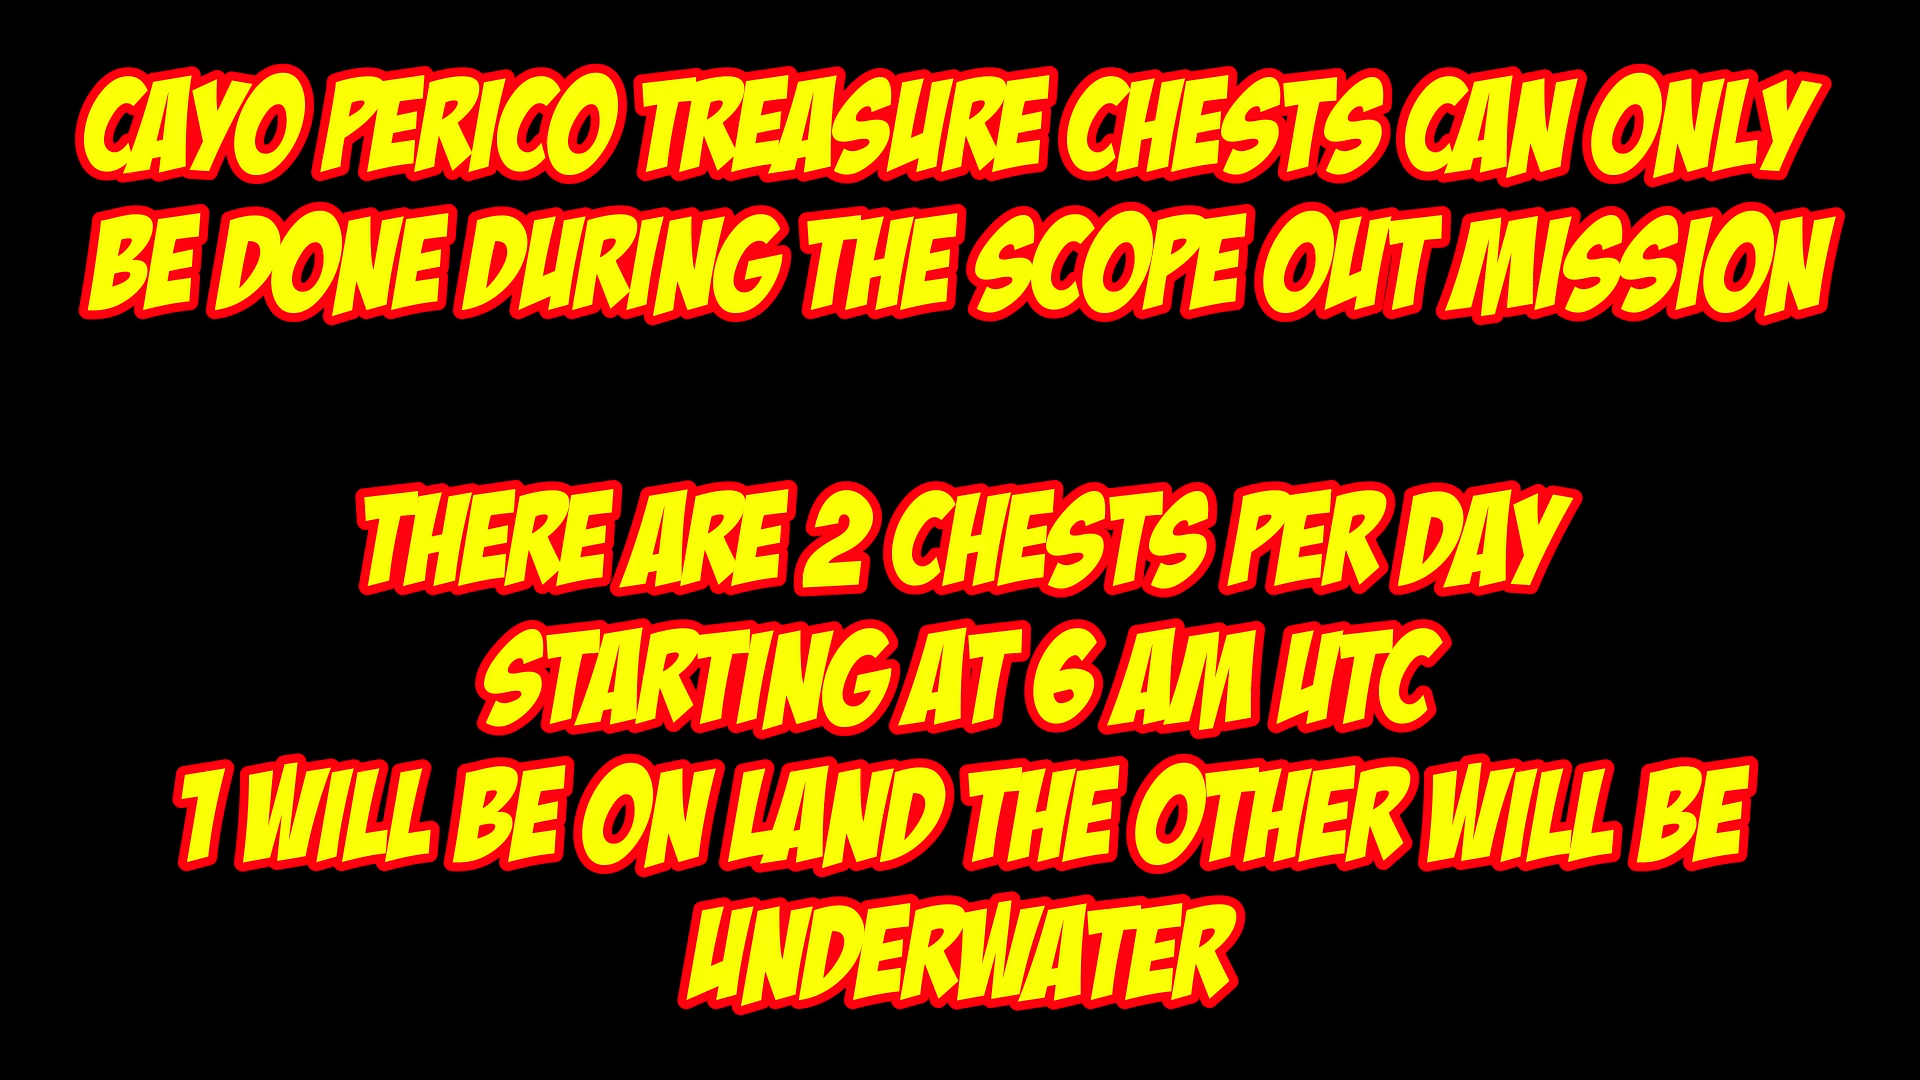 CAYO PERICO TREASURE CHESTS CAN ONLY
BE DONE DURING THE SCOPE OUT MISSION
THERE ARE 2 CHESTS PER DAY
STARTING AT 6 AM UTC
1 WILL BE ON LAND THE OTHER WILL BE
UNDERWATER